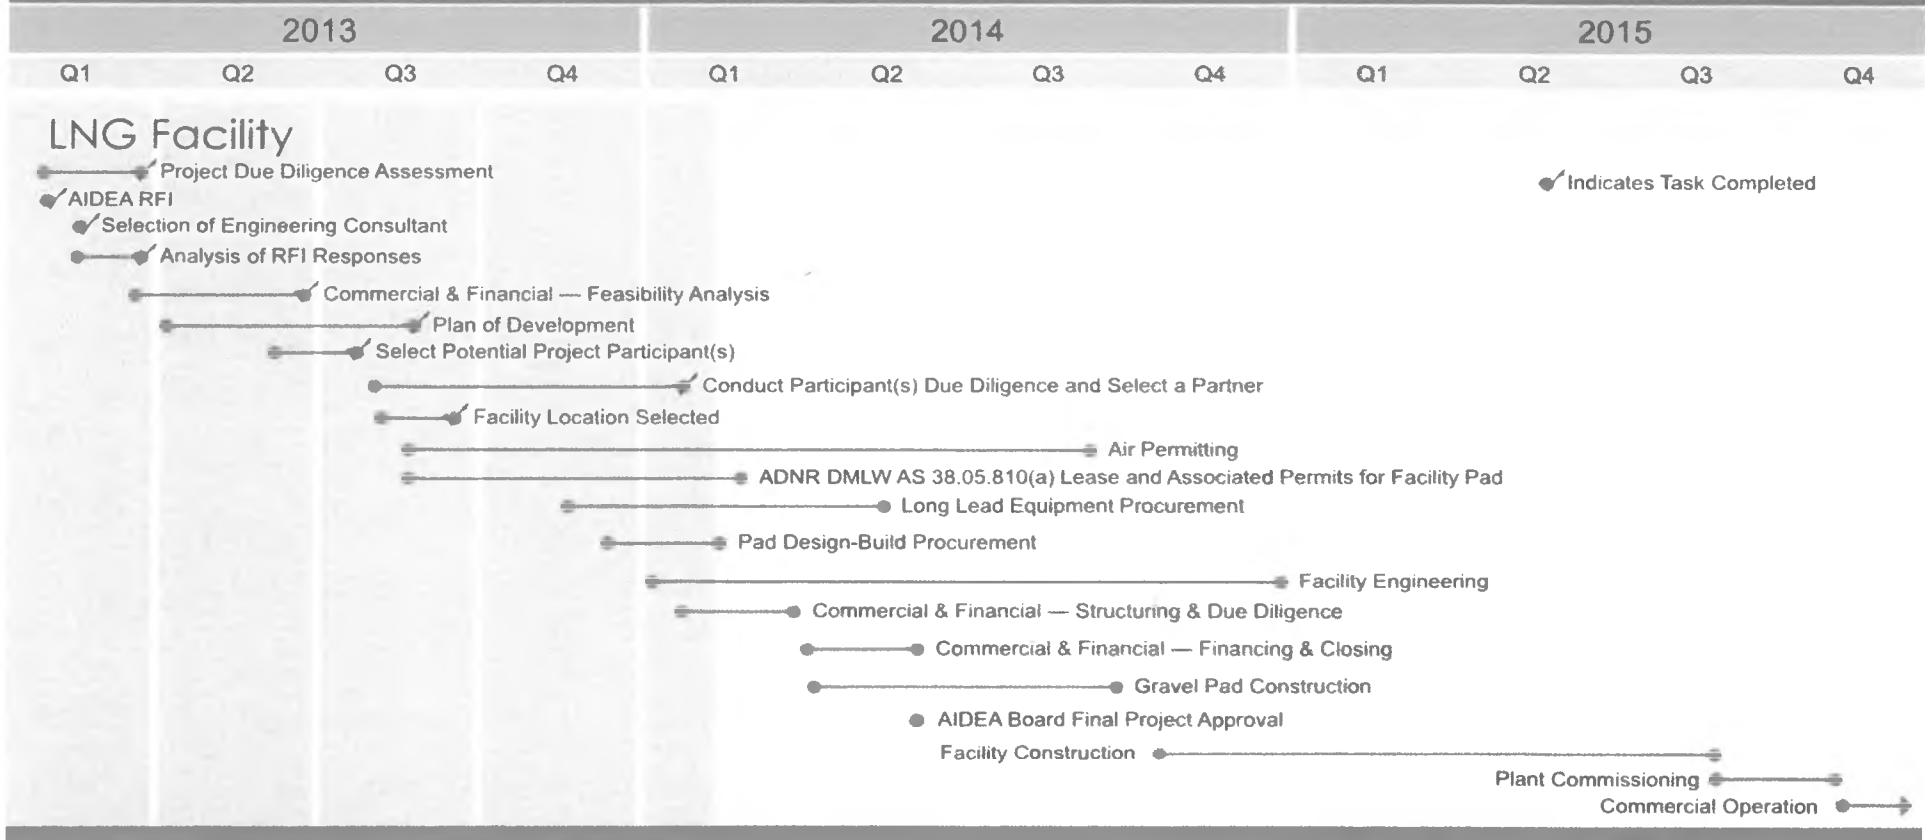 2013 2014 2015
Q1 Q2 Q3 Q4 Q1 Q2 Q3 Q4 Q1 Q2 Q3 Q4
LNG Facility
Project Due Diligence Assessment
Indicates Task Completed
AIDEA RFI
Selection of Engineering Consultant
Analysis of RFI Responses
Commercial & Financial — Feasibility Analysis
Plan of Development
Select Potential Project Participant(s)
Conduct Participant(s) Due Diligence and Select a Partner
Facility Location Selected
Air Permitting
ADNR DMLW AS 38.05.810(a) Lease and Associated Permits for Facility Pad
Long Lead Equipment Procurement
Pad Design-Build Procurement
Facility Engineering
Commercial & Financial — Structuring & Due Diligence
Commercial & Financial — Financing & Closing
Gravel Pad Construction
AIDEA Board Final Project Approval
Facility Construction
Plant Commissioning
Commercial Operation